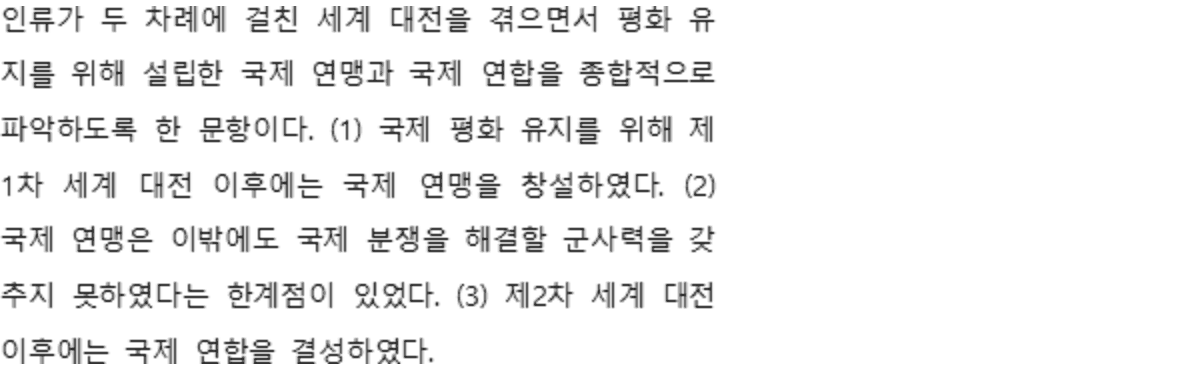 인류가 두 차례에 걸친 세계 대전을 겪으면서 평화 유
지를 위해 설립한 국제 연맹과 국제 연합을 종합적으로
파악하도록 한 문항이다. (1) 국제 평화 유지를 위해 제
1차 세계 대전 이후에는 국제 연맹을 창설하였다. (2)
국제 연맹은 이밖에도 국제 분쟁을 해결할 군사력을 갖
추지 못하였다는 한계점이 있었다. (3) 제2차 세계 대전
이후에는 국제 연합을 결성하였다.